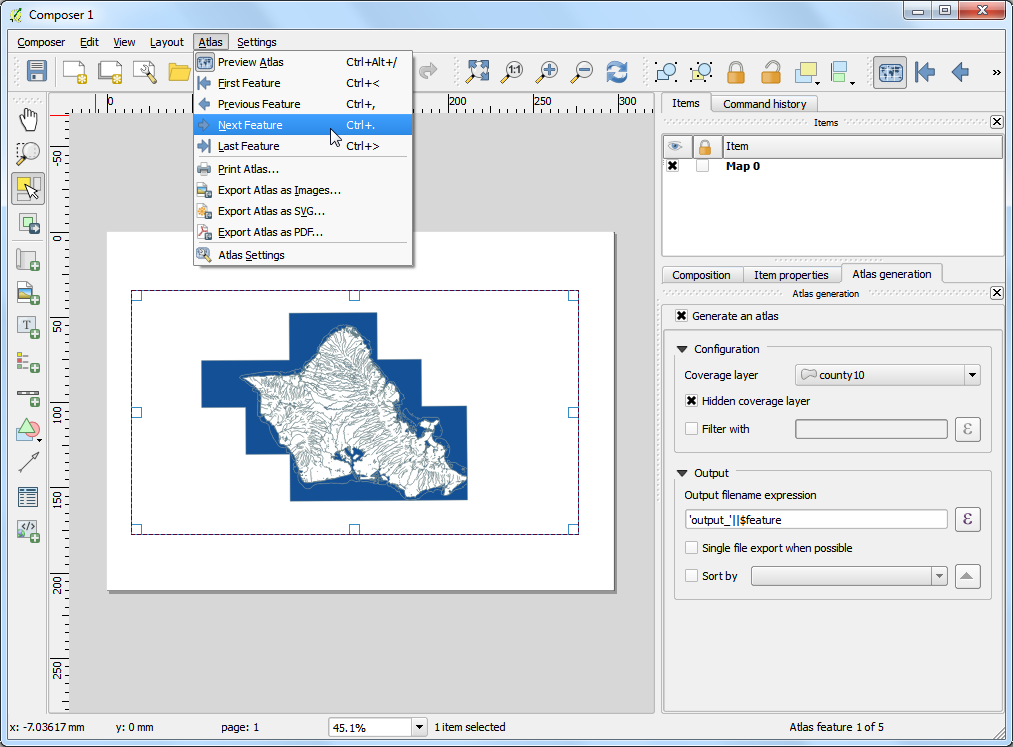 Composer 1
Composer Edit View Layout Atlas Settings
Preview Atlas Ctrl+Alt+/
First Feature Ctrl+<
Previous Feature Ctrl+,
Next Feature Ctrl+.
Last Feature Ctrl+>
Print Atlas...
Export Atlas as Images...
Export Atlas as SVG...
Export Atlas as PDF...
Atlas Settings
1:1
»
0 200 250 300
-50
0
50
100
150
200
250
T
Items Command history
Items
Item
Map 0
Composition Item properties Atlas generation
Atlas generation
Generate an atlas
Configuration
Coverage layer county10
Hidden coverage layer
Filter with ε
Output
Output filename expression
'output_'||$feature ε
Single file export when possible
Sort by
x: -7.03617 mm y: 0 mm page: 1 45.1% 1 item selected Atlas feature 1 of 5